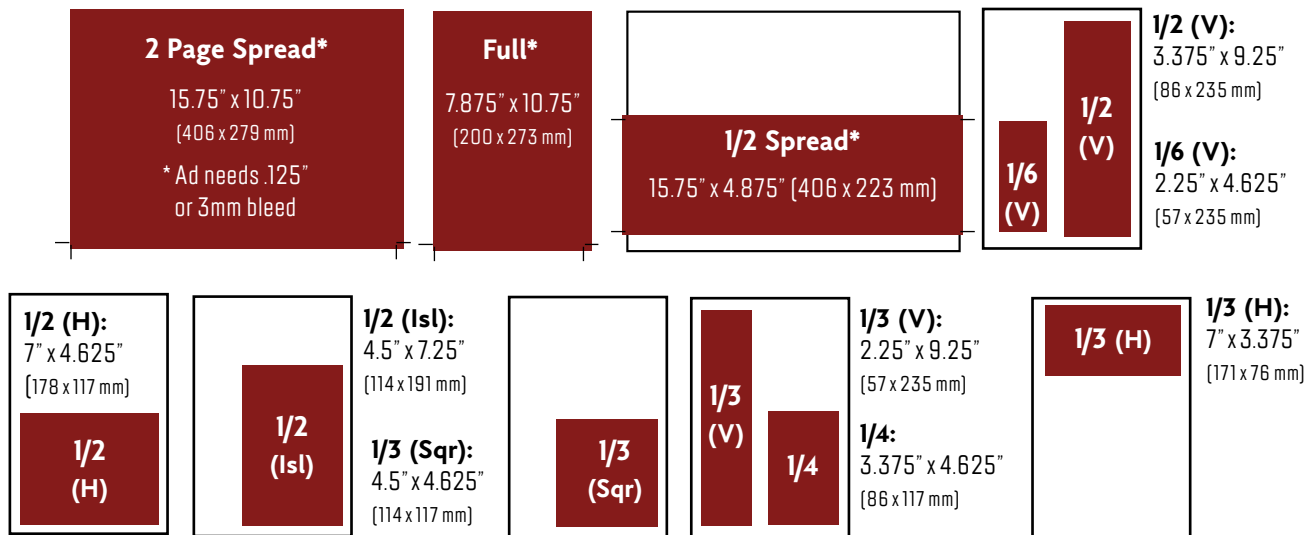 2 Page Spread*
15.75” x 10.75”
(406 x 279 mm)
* Ad needs .125”
or 3mm bleed
Full*
7.875” x 10.75”
(200 x 273 mm)
1/2 Spread*
15.75” x 4.875” (406 x 223 mm)
1/6
(V)
1/2
(V)
1/2 (V):
3.375” x 9.25”
(86 x 235 mm)
1/6 (V):
2.25” x 4.625”
(57 x 235 mm)
1/2 (H):
7” x 4.625”
(178 x 117 mm)
1/2
(H)
1/2
(Isl)
1/2 (Isl):
4.5” x 7.25”
(114 x 191 mm)
1/3 (Sqr):
4.5” x 4.625”
(114 x 117 mm)
1/3
(Sqr)
1/3
(V)
1/4
1/3 (V):
2.25” x 9.25”
(57 x 235 mm)
1/4:
3.375” x 4.625”
(86 x 117 mm)
1/3 (H)
1/3 (H):
7” x 3.375”
(171 x 76 mm)